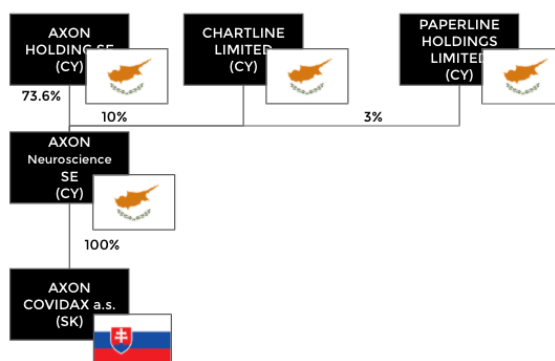 AXON
HOLDING SE
(CY)
CHARTLINE
LIMITED
(CY)
PAPERLINE
HOLDINGS
LIMITED
(CY)
73.6%
10%
3%
AXON
Neuroscience
SE
(CY)
100%
AXON
COVIDAX a.s.
(SK)